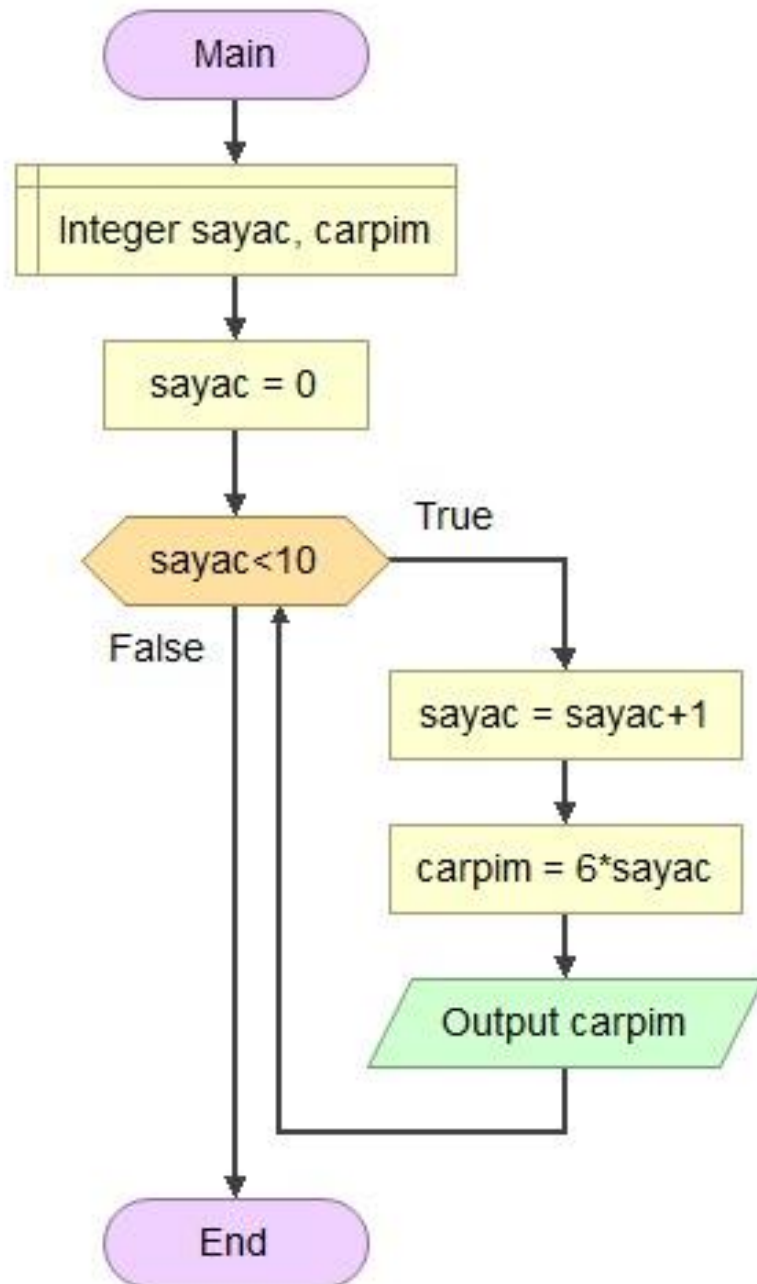 Main
Integer sayac, carpim
sayac = 0
sayac<10
True
False
sayac = sayac+1
carpim = 6*sayac
Output carpim
End